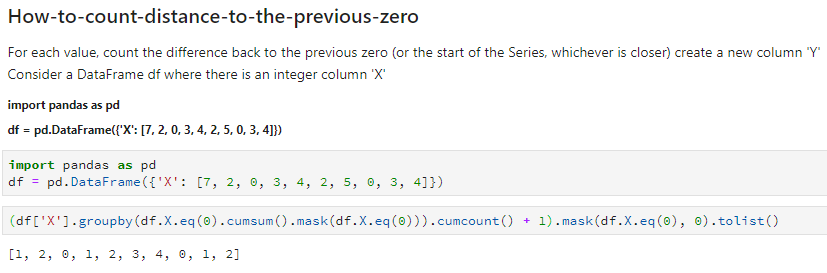 How-to-count-distance-to-the-previous-zero
For each value, count the difference back to the previous zero (or the start of the Series, whichever is closer) create a new column 'Y'
Consider a DataFrame df where there is an integer column 'X'
import pandas as pd
df = pd.DataFrame({'X': [7, 2, 0, 3, 4, 2, 5, 0, 3, 4]})
import pandas as pd
df = pd.DataFrame({'X': [7, 2, 0, 3, 4, 2, 5, 0, 3, 4]})
(df['X'].groupby(df.X.eq(0).cumsum().mask(df.X.eq(0))).cumcount() + 1).mask(df.X.eq(0), 0).tolist()
[1, 2, 0, 1, 2, 3, 4, 0, 1, 2]